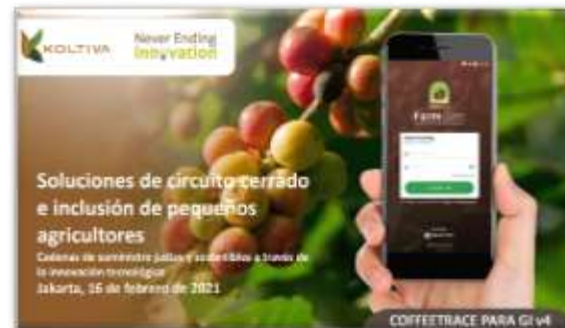 KOLTIVA
Never Ending
Innovation
Soluciones de circuito cerrado
e inclusión de pequeños
agricultores
Cadenas de suministro justas y sostenibles a través de
la innovación tecnológica
Jakarta, 16 de febrero de 2021
COFFEETRACE PARA GI v4